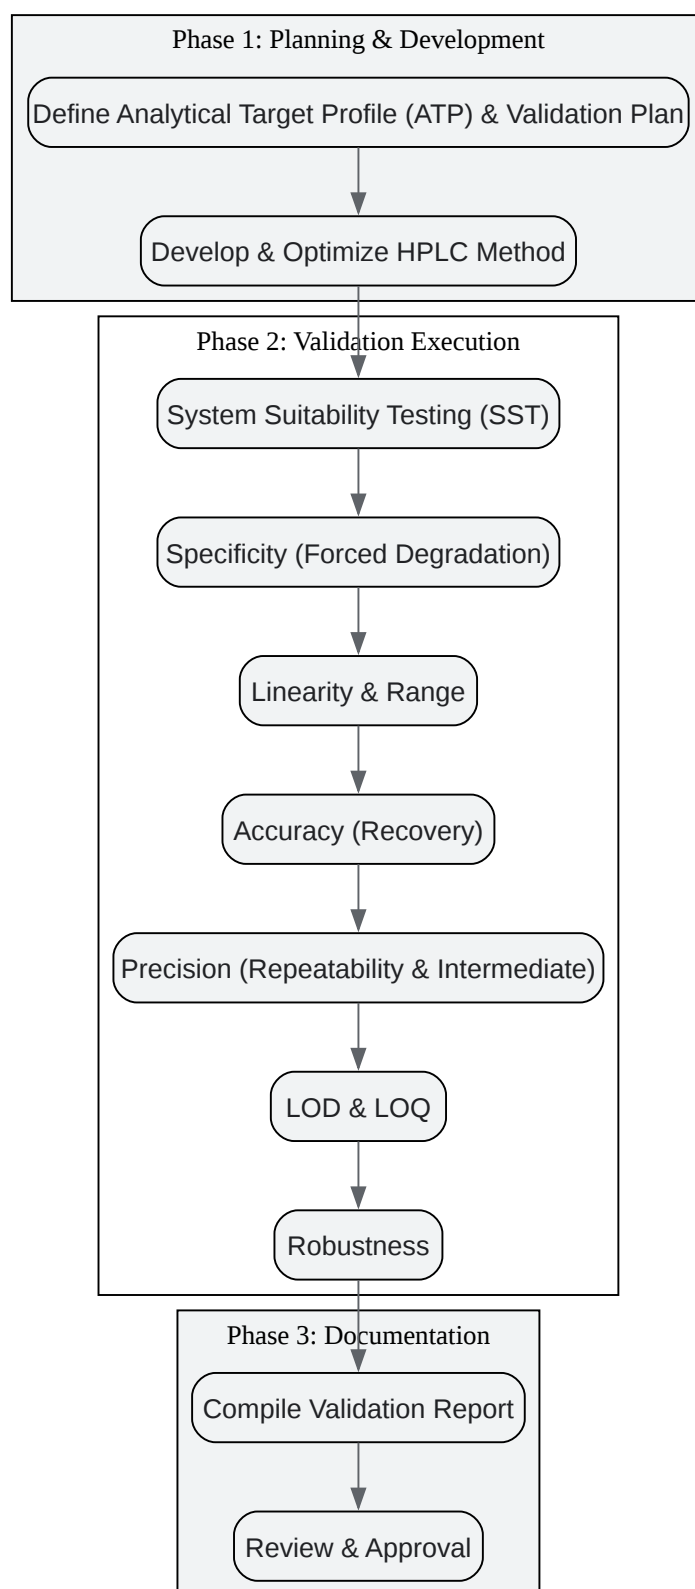 Phase 1: Planning & Development
Define Analytical Target Profile (ATP) & Validation Plan
Develop & Optimize HPLC Method
Phase 2: Validation Execution
System Suitability Testing (SST)
Specificity (Forced Degradation)
Linearity & Range
Accuracy (Recovery)
Precision (Repeatability & Intermediate)
LOD & LOQ
Robustness
Phase 3: Documentation
Compile Validation Report
Review & Approval